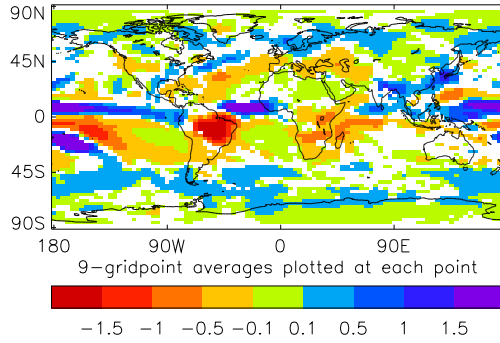 90N
45N
0
45S
90S
180 90W 0 90E
9-gridpoint averages plotted at each point
-1.5 -1 -0.5 -0.1 0.1 0.5 1 1.5